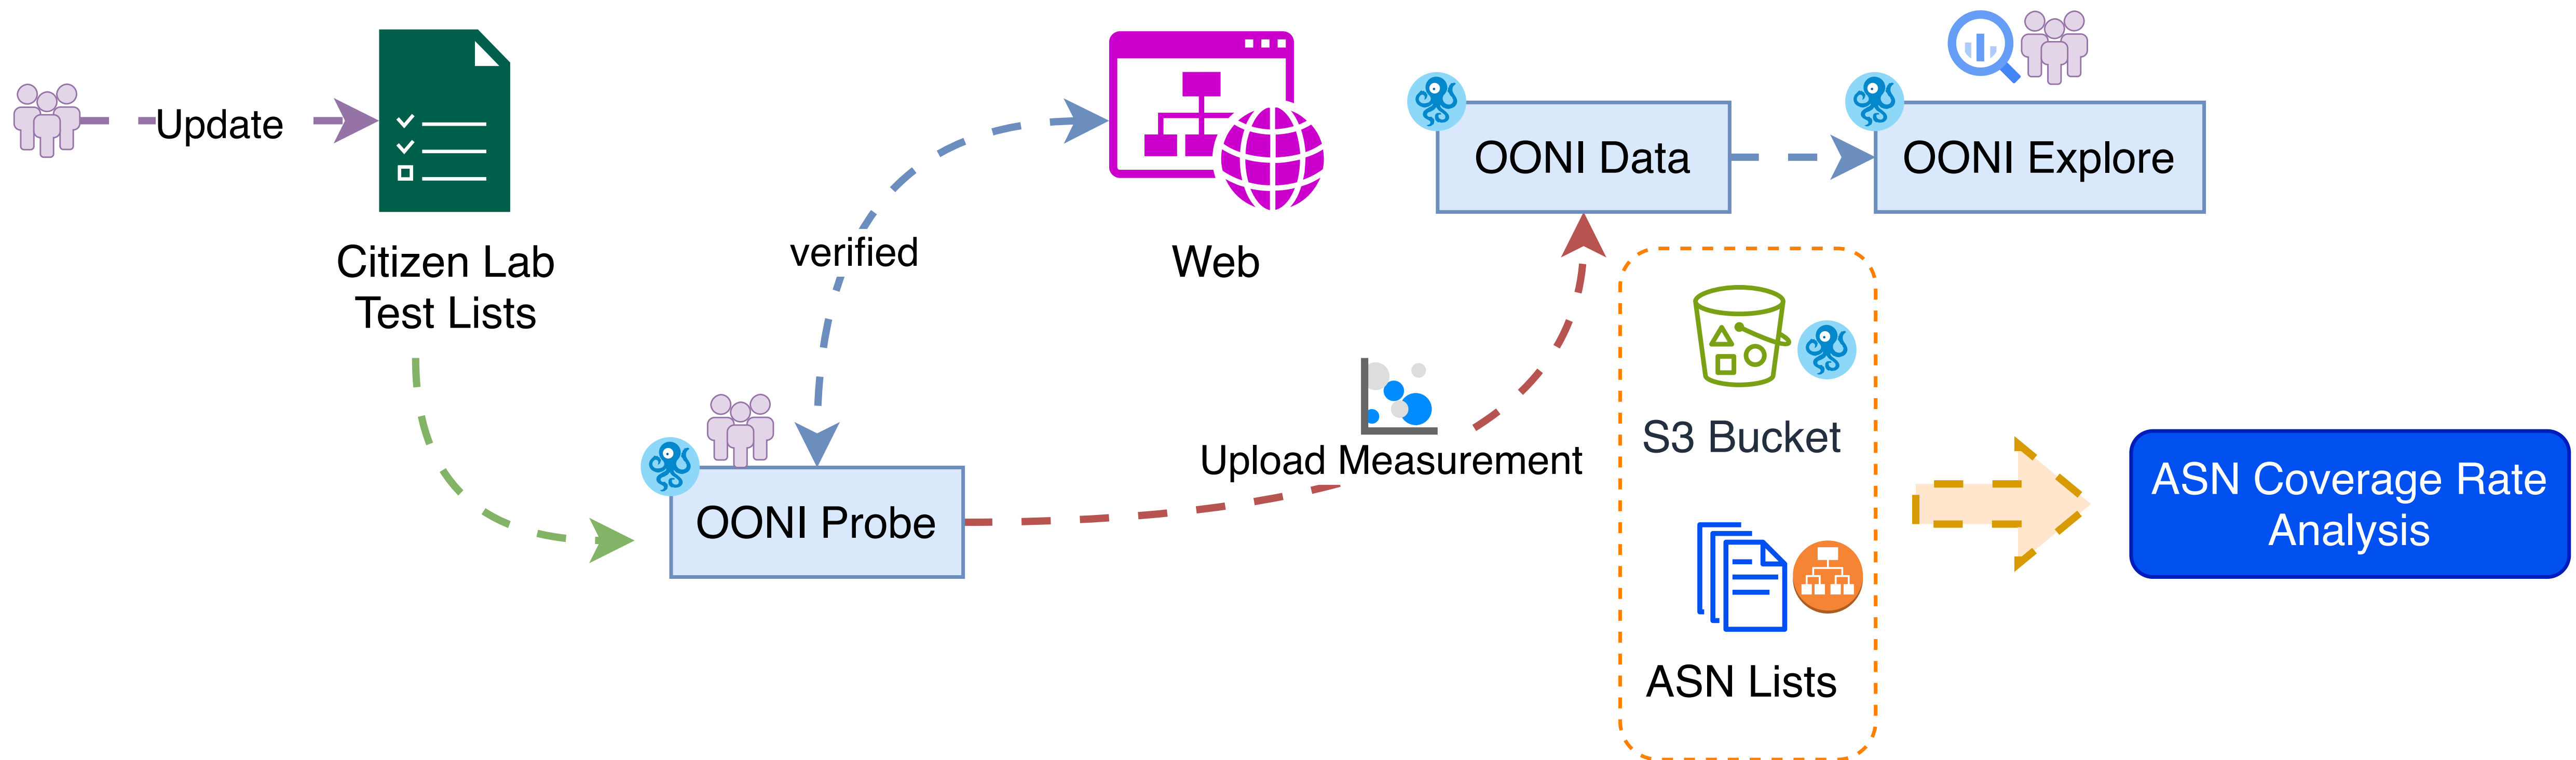 Update
Citizen Lab
Test Lists
verified
Web
OONI Data
OONI Explore
OONI Probe
Upload Measurement
S3 Bucket
ASN Lists
ASN Coverage Rate
Analysis